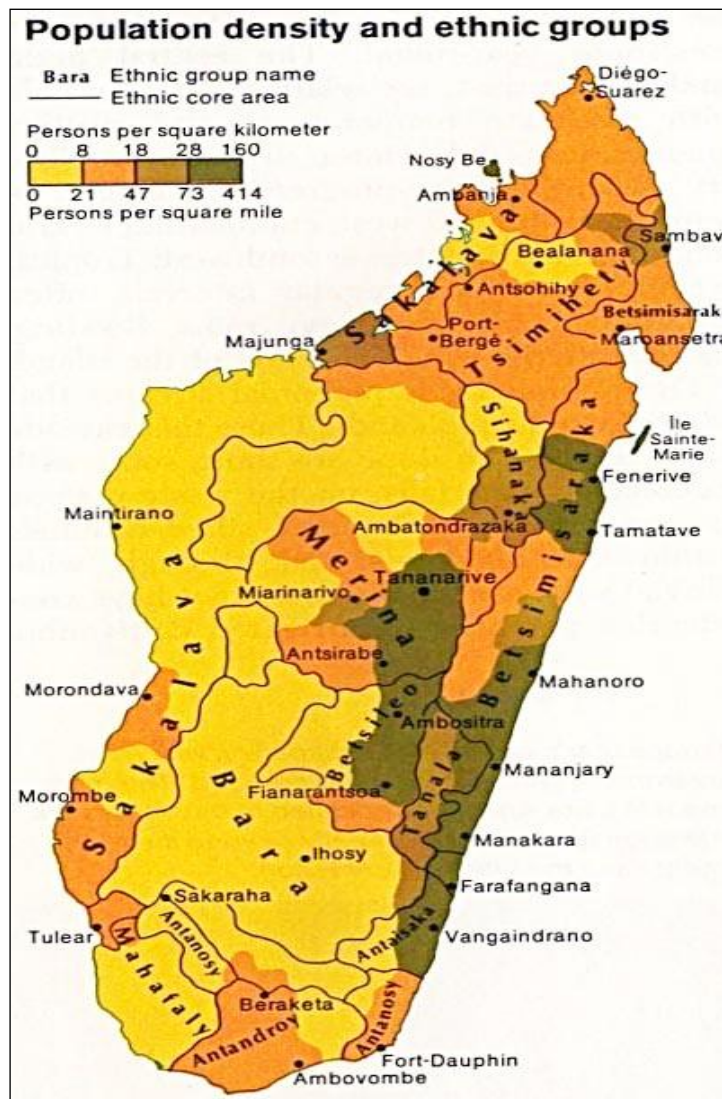 Population density and ethnic groups
Bara Ethnic group name
Ethnic core area
Persons per square kilometer
0 8 18 28 160
0 21 47 73 414
Persons per square mile
Diégo-
Suarez
Nosy Be
Ambanja
Sambav
Bealanana
Antsohihy
Sakalava
Tsimihety
Betsimisarak
Maroansetra
Port-
Bergé
Majunga
Sihanaka
Île
Sainte-
Marie
Fenerive
Maintirano
Ambatondrazaka
Tamatave
Betsimisaraka
Merina
Tananarive
Miarinarivo
Antsirabe
Mahanoro
Morondava
Sakalava
Betsileo
Ambositra
Mananjary
Bara
Tanala
Fianarantsoa
Morombe
Manakara
Ihosy
Farafangana
Sakaraha
Tulear
Antanosy
Antaisaka
Vangaindrano
Mahafaly
Beraketa
Antandroy
Antanosy
Fort-Dauphin
Ambovombe